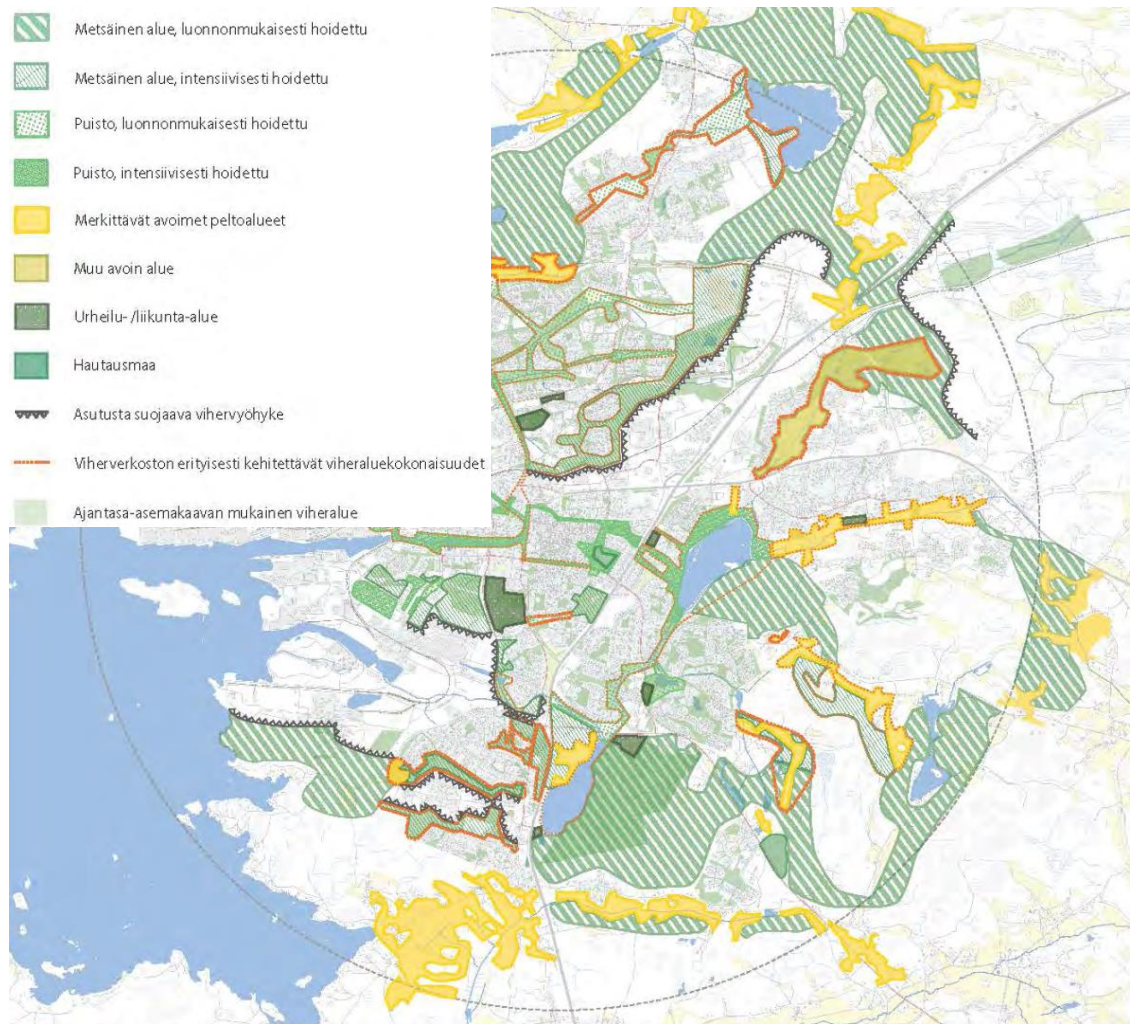 Metsäinen alue, luonnonmukaisesti hoidettu
Metsäinen alue, intensiivisesti hoidettu
Puisto, luonnonmukaisesti hoidettu
Puisto, intensiivisesti hoidettu
Merkittävät avoimet peltoalueet
Muu avoin alue
Urheilu- /liikunta-alue
Hautausmaa
Asutusta suojaava vihervyöhyke
Viherverkoston erityisesti kehitettävät viheraluekokonaisuudet
Ajantasa-asemakaavan mukainen viheralue